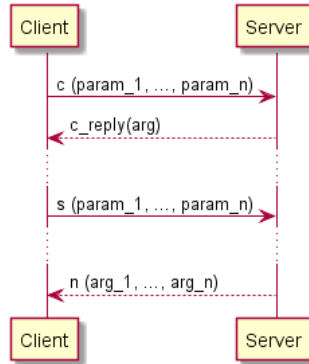 Client Server
c (param_1, ..., param_n)
c_reply(arg)
s (param_1, ..., param_n)
n (arg_1, ..., arg_n)
Client Server